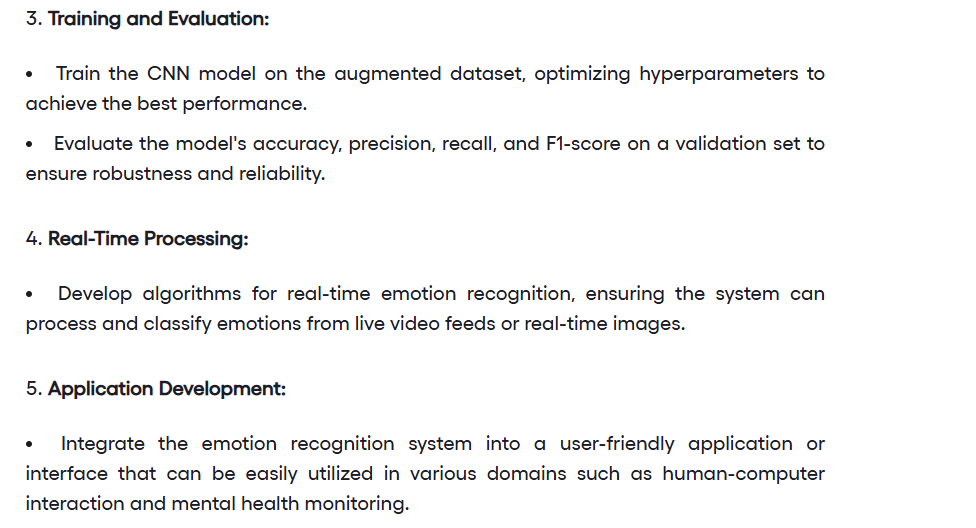 3. Training and Evaluation:
• Train the CNN model on the augmented dataset, optimizing hyperparameters to
achieve the best performance.
• Evaluate the model's accuracy, precision, recall, and F1-score on a validation set to
ensure robustness and reliability.
4. Real-Time Processing:
• Develop algorithms for real-time emotion recognition, ensuring the system can
process and classify emotions from live video feeds or real-time images.
5. Application Development:
• Integrate the emotion recognition system into a user-friendly application or
interface that can be easily utilized in various domains such as human-computer
interaction and mental health monitoring.